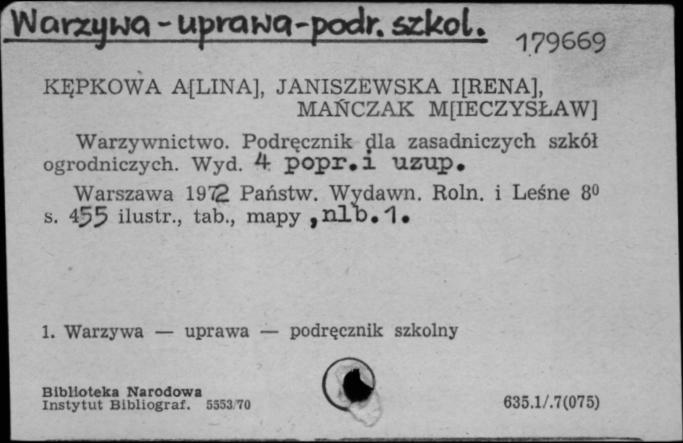 Warzywa - uprawa - podr. szkol.
179669
KĘPKOWA A[LINA], JANISZEWSKA I[RENA],
MAŃCZAK M[IECZYSŁAW]
Warzywnictwo. Podręcznik dla zasadniczych szkół
ogrodniczych. Wyd. 4 popr. i uzup.
Warszawa 1972 Państw. Wydawn. Roln. i Leśne 8⁰
s. 455 ilustr., tab., mapy, nlb. 1.
1. Warzywa — uprawa — podręcznik szkolny
Biblioteka Narodowa
Instytut Bibliograf. 5553/70
635.1/.7(075)